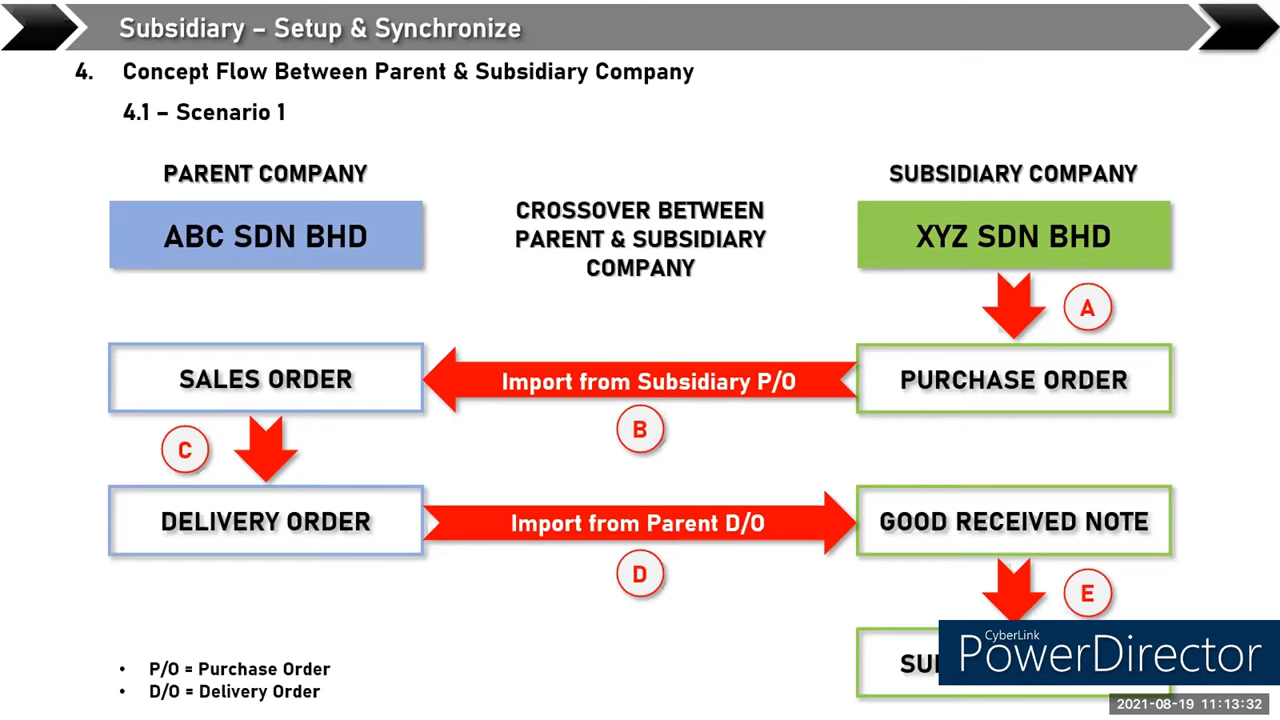 Subsidiary – Setup & Synchronize
4. Concept Flow Between Parent & Subsidiary Company
4.1 – Scenario 1
PARENT COMPANY
SUBSIDIARY COMPANY
ABC SDN BHD
CROSSOVER BETWEEN
PARENT & SUBSIDIARY
COMPANY
XYZ SDN BHD
A
SALES ORDER
Import from Subsidiary P/O
PURCHASE ORDER
B
C
DELIVERY ORDER
Import from Parent D/O
GOOD RECEIVED NOTE
D
E
CyberLink
PowerDirector
• P/O = Purchase Order
• D/O = Delivery Order
2021-08-19 11:13:32